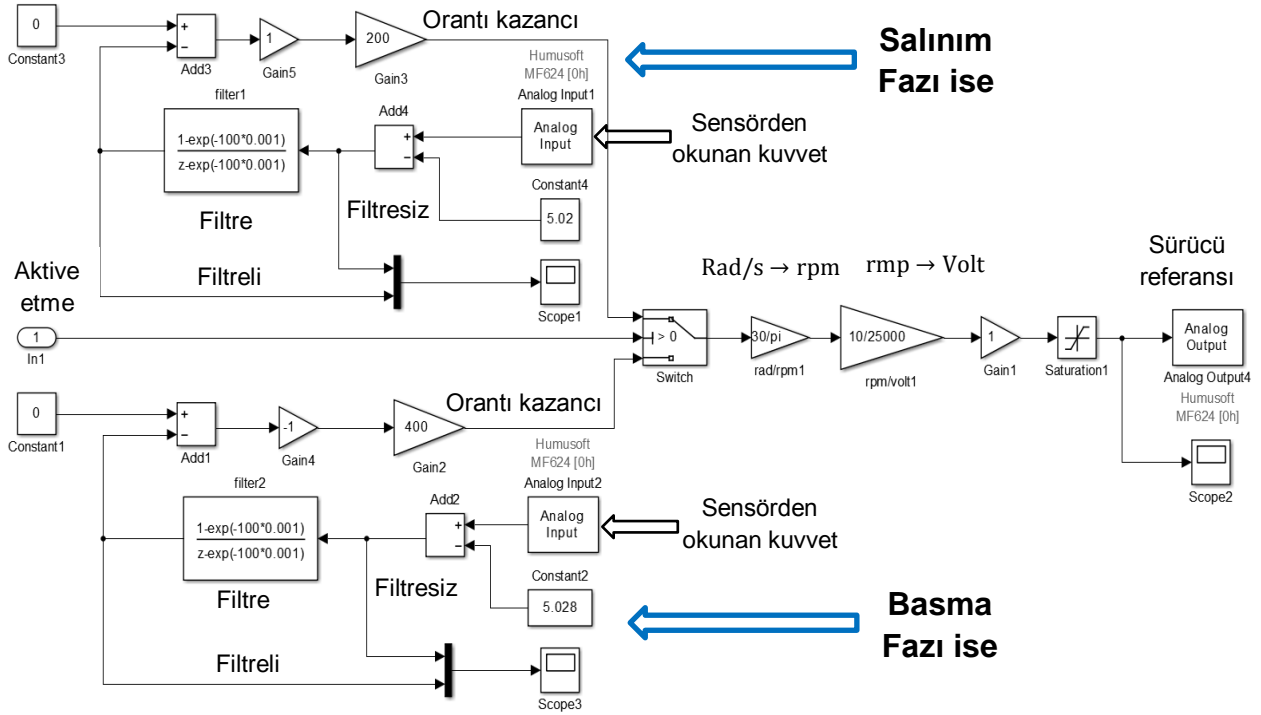 0
Constant3
Add3
1
Gain5
200
Gain3
Orantı kazancı
Salınım
Fazı ise
Humusoft
MF624 [0h]
Analog Input1
Analog
Input
Sensörden
okunan kuvvet
filter1
1-exp(-100*0.001)
z-exp(-100*0.001)
Filtre
Add4
Filtresiz
Constant4
5.02
Filtreli
Scope1
Aktive
etme
1
In1
> 0
Switch
Rad/s → rpm
rmp → Volt
30/pi
rad/rpm1
10/25000
rpm/volt1
1
Gain1
Saturation1
Sürücü
referansı
Analog
Output
Analog Output4
Humusoft
MF624 [0h]
Scope2
0
Constant1
Add1
-1
Gain4
400
Gain2
Orantı kazancı
Humusoft
MF624 [0h]
Analog Input2
Analog
Input
Sensörden
okunan kuvvet
filter2
1-exp(-100*0.001)
z-exp(-100*0.001)
Filtre
Add2
Filtresiz
Constant2
5.028
Basma
Fazı ise
Filtreli
Scope3